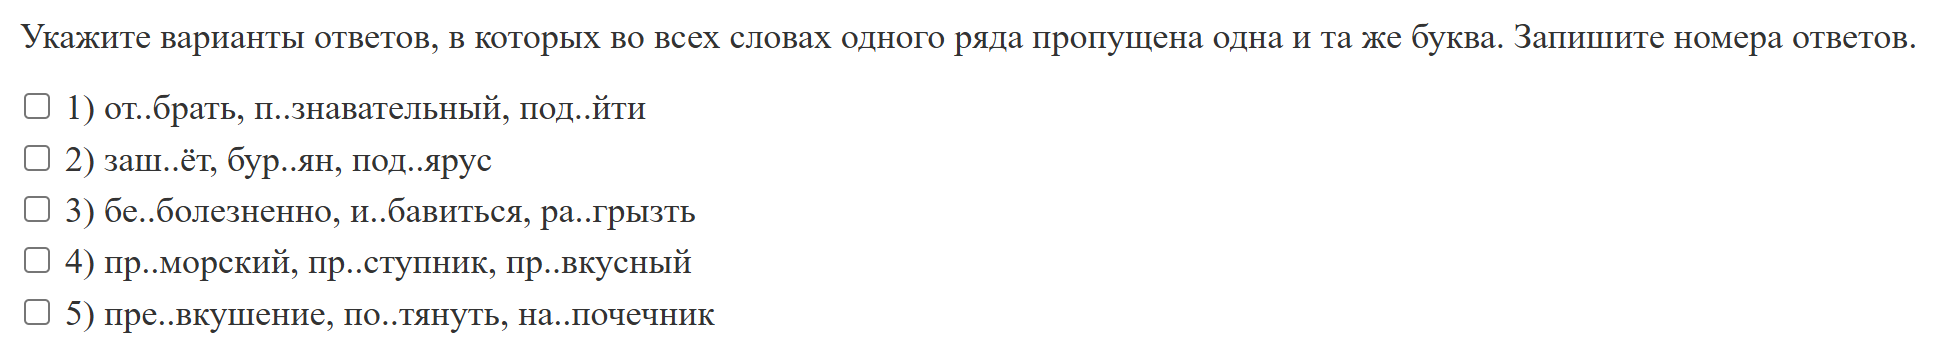 Укажите варианты ответов, в которых во всех словах одного ряда пропущена одна и та же буква. Запишите номера ответов.
1) от..брать, п..знавательный, под..йти
2) заш..ёт, бур..ян, под..ярус
3) бе..болезненно, и..бавиться, ра..грызть
4) пр..морский, пр..ступник, пр..вкусный
5) пре..вкушение, по..тянуть, на..почечник